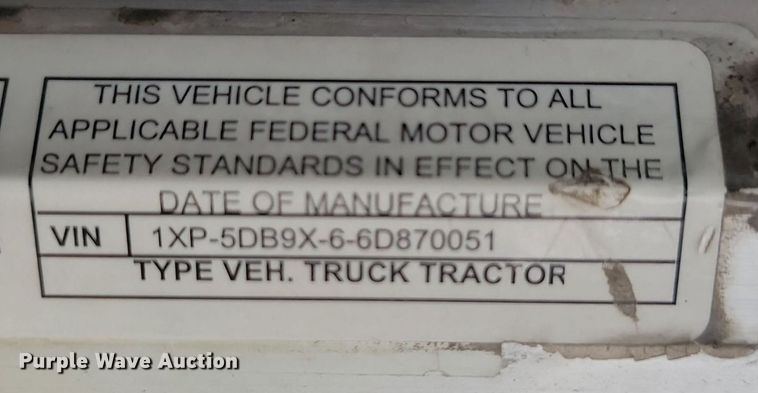 THIS VEHICLE CONFORMS TO ALL
APPLICABLE FEDERAL MOTOR VEHICLE
SAFETY STANDARDS IN EFFECT ON THE
DATE OF MANUFACTURE
VIN 1XP-5DB9X-6-6D870051
TYPE VEH. TRUCK TRACTOR
Purple Wave Auction